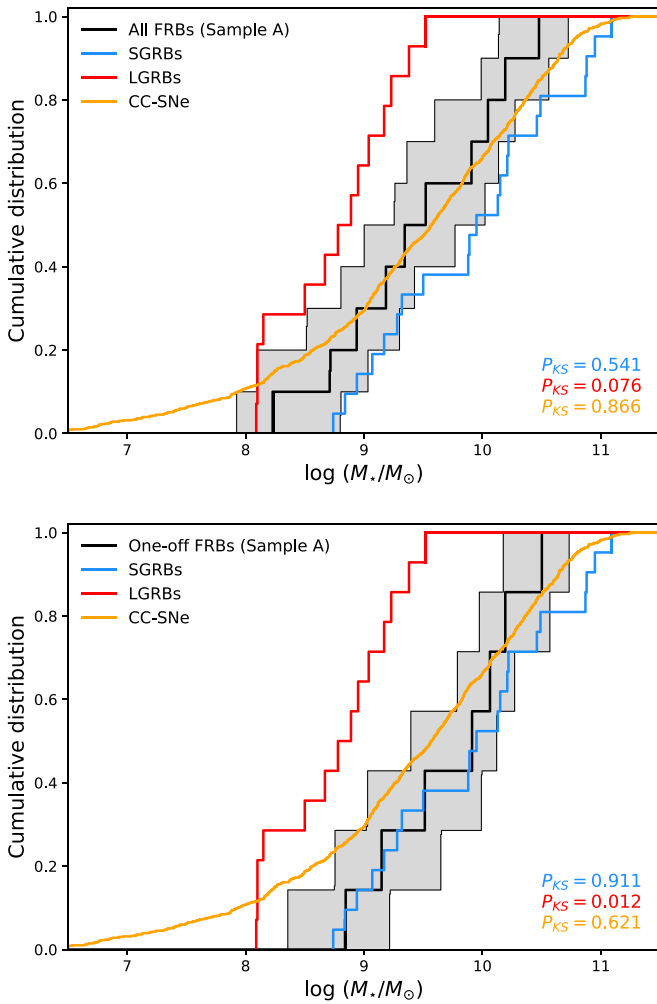 1.0
0.8
0.6
0.4
0.2
0.0
Cumulative distribution
All FRBs (Sample A)
SGRBs
LGRBs
CC-SNe
P_KS = 0.541
P_KS = 0.076
P_KS = 0.866
7 8 9 10 11
log (M⋆/M⊙)
1.0
0.8
0.6
0.4
0.2
0.0
Cumulative distribution
One-off FRBs (Sample A)
SGRBs
LGRBs
CC-SNe
P_KS = 0.911
P_KS = 0.012
P_KS = 0.621
7 8 9 10 11
log (M⋆/M⊙)